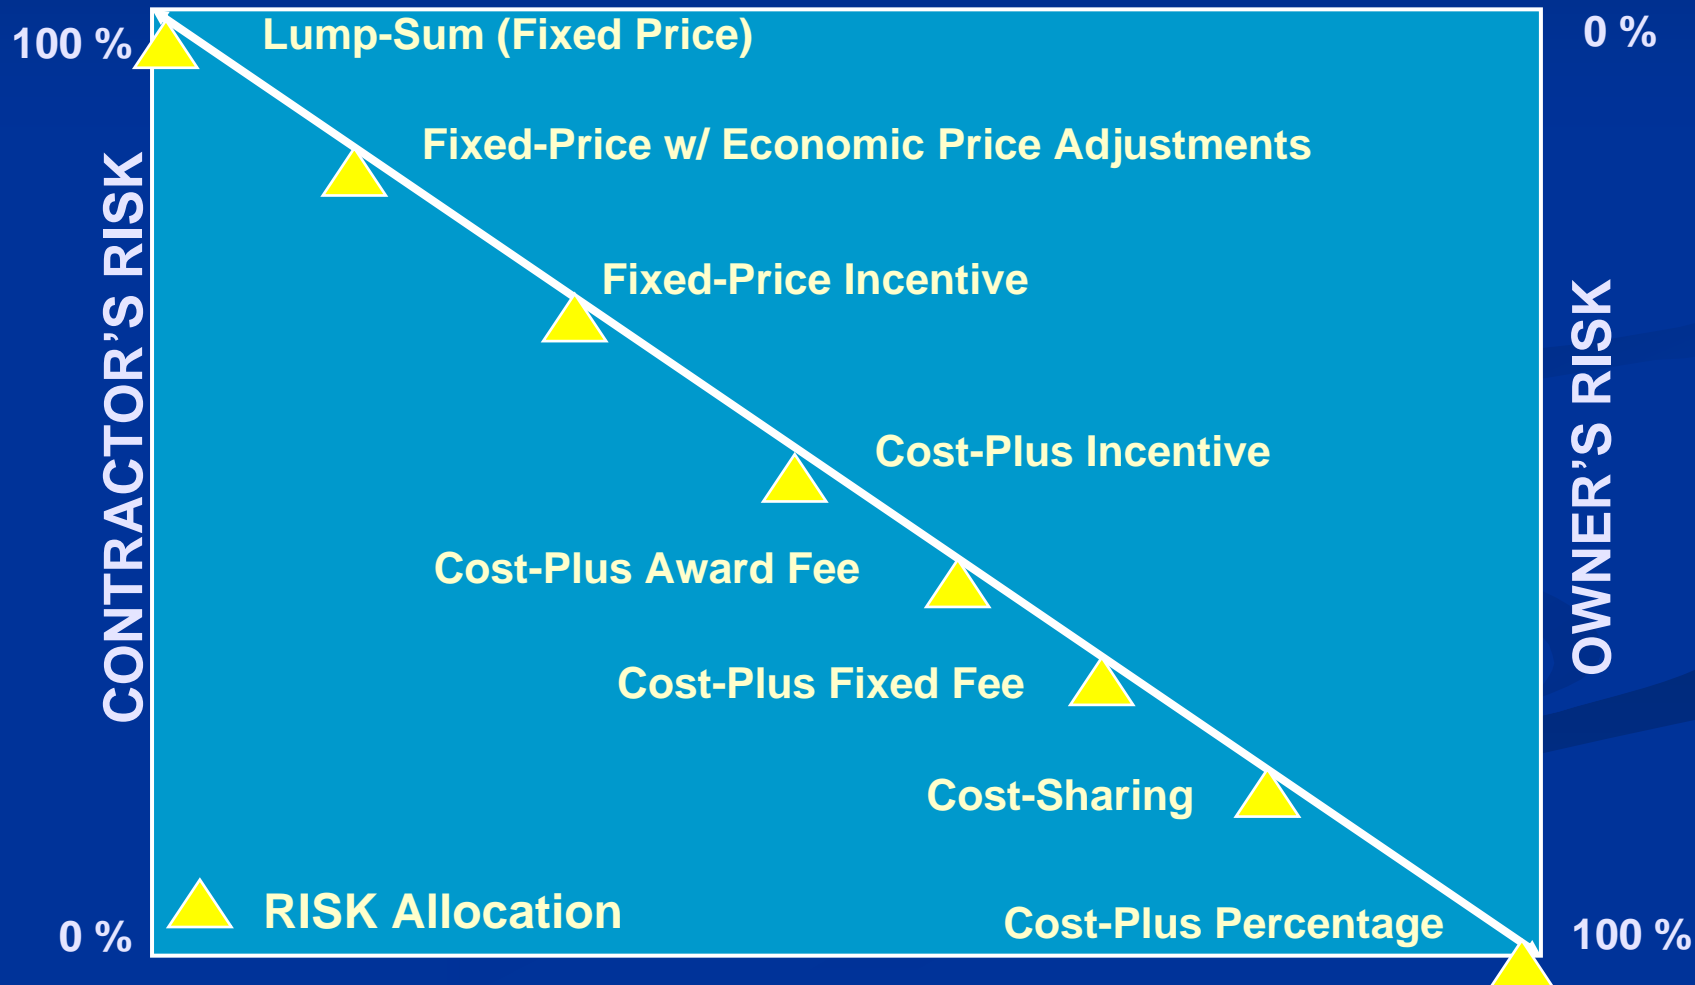 100 %
Lump-Sum (Fixed Price)
0 %
Fixed-Price w/ Economic Price Adjustments
Fixed-Price Incentive
CONTRACTOR’S RISK
OWNER’S RISK
Cost-Plus Incentive
Cost-Plus Award Fee
Cost-Plus Fixed Fee
Cost-Sharing
RISK Allocation
Cost-Plus Percentage
0 %
100 %